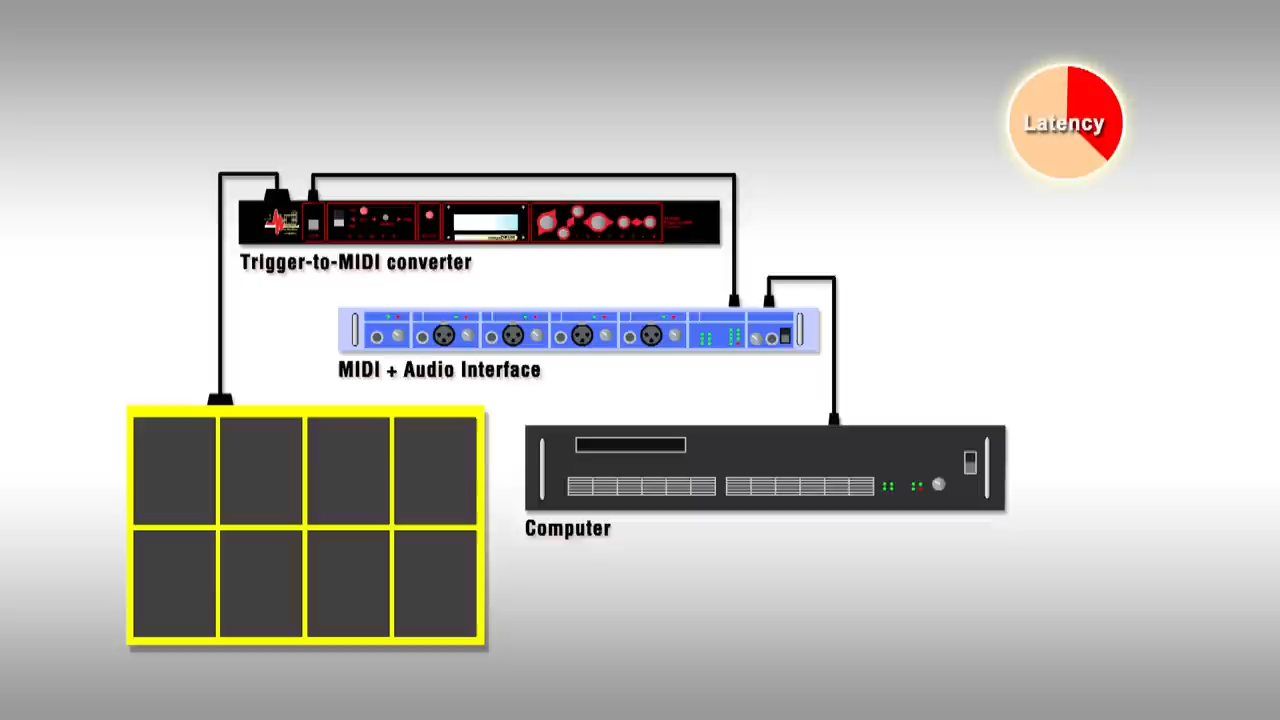 Latency
Trigger-to-MIDI converter
MIDI + Audio Interface
Computer